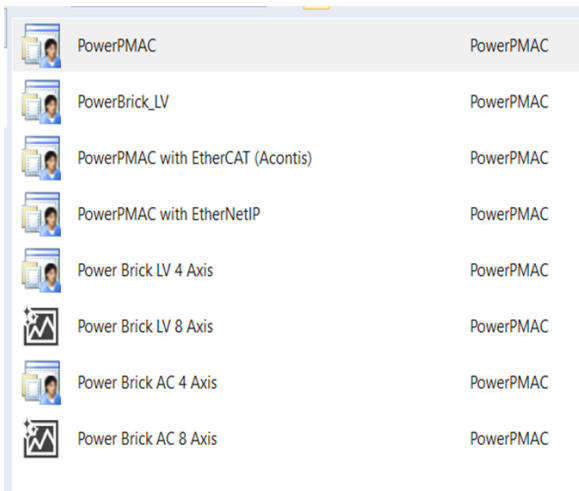 PowerPMAC PowerPMAC
PowerBrick_LV PowerPMAC
PowerPMAC with EtherCAT (Acontis) PowerPMAC
PowerPMAC with EtherNetIP PowerPMAC
Power Brick LV 4 Axis PowerPMAC
Power Brick LV 8 Axis PowerPMAC
Power Brick AC 4 Axis PowerPMAC
Power Brick AC 8 Axis PowerPMAC